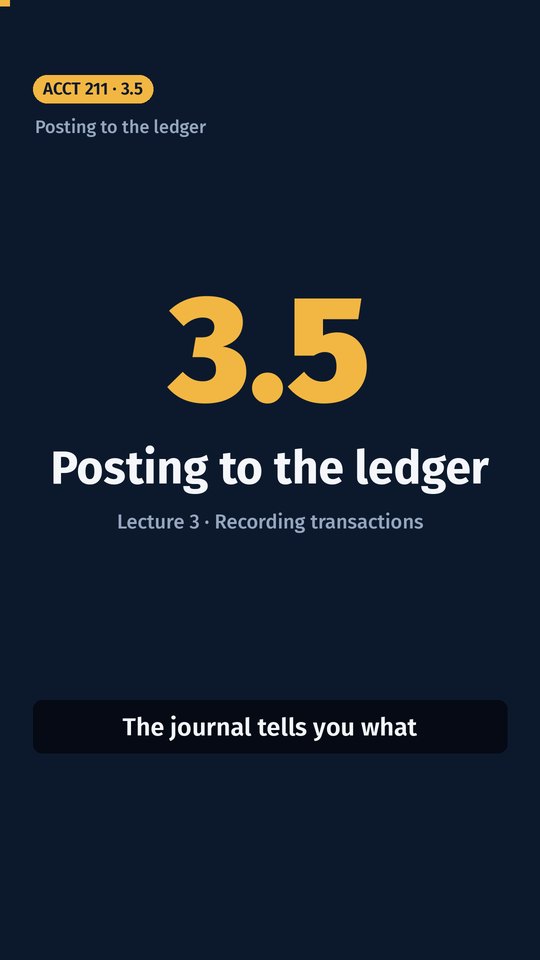 ACCT 211 · 3.5
Posting to the ledger
3.5
Posting to the ledger
Lecture 3 · Recording transactions
The journal tells you what